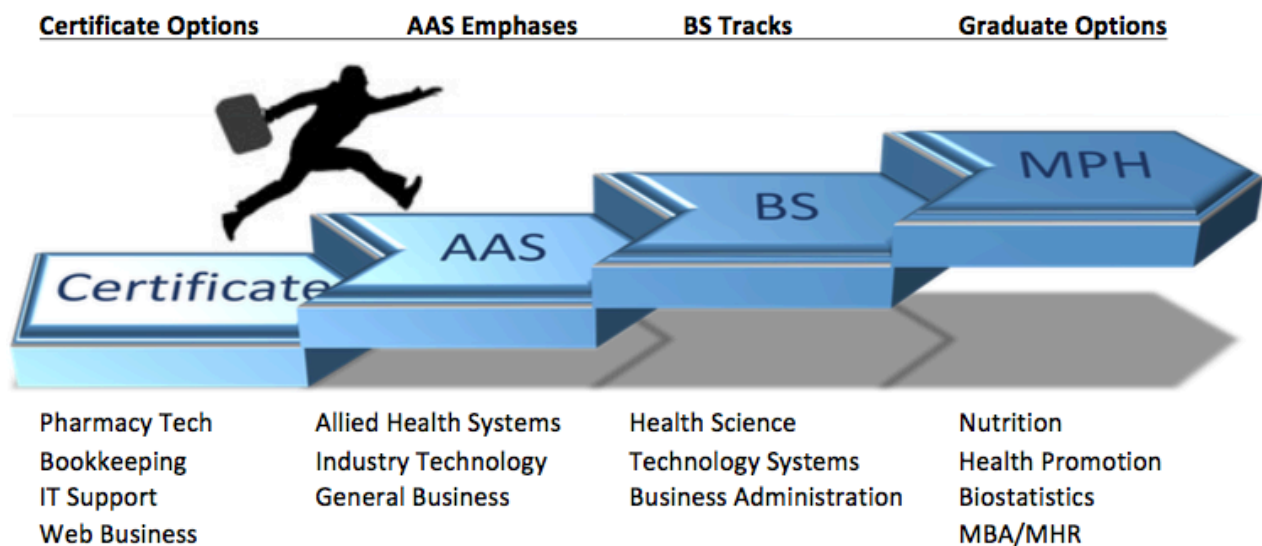 Certificate Options AAS Emphases BS Tracks Graduate Options
MPH
BS
AAS
Certificate
Pharmacy Tech Allied Health Systems Health Science Nutrition
Bookkeeping Industry Technology Technology Systems Health Promotion
IT Support General Business Business Administration Biostatistics
Web Business MBA/MHR